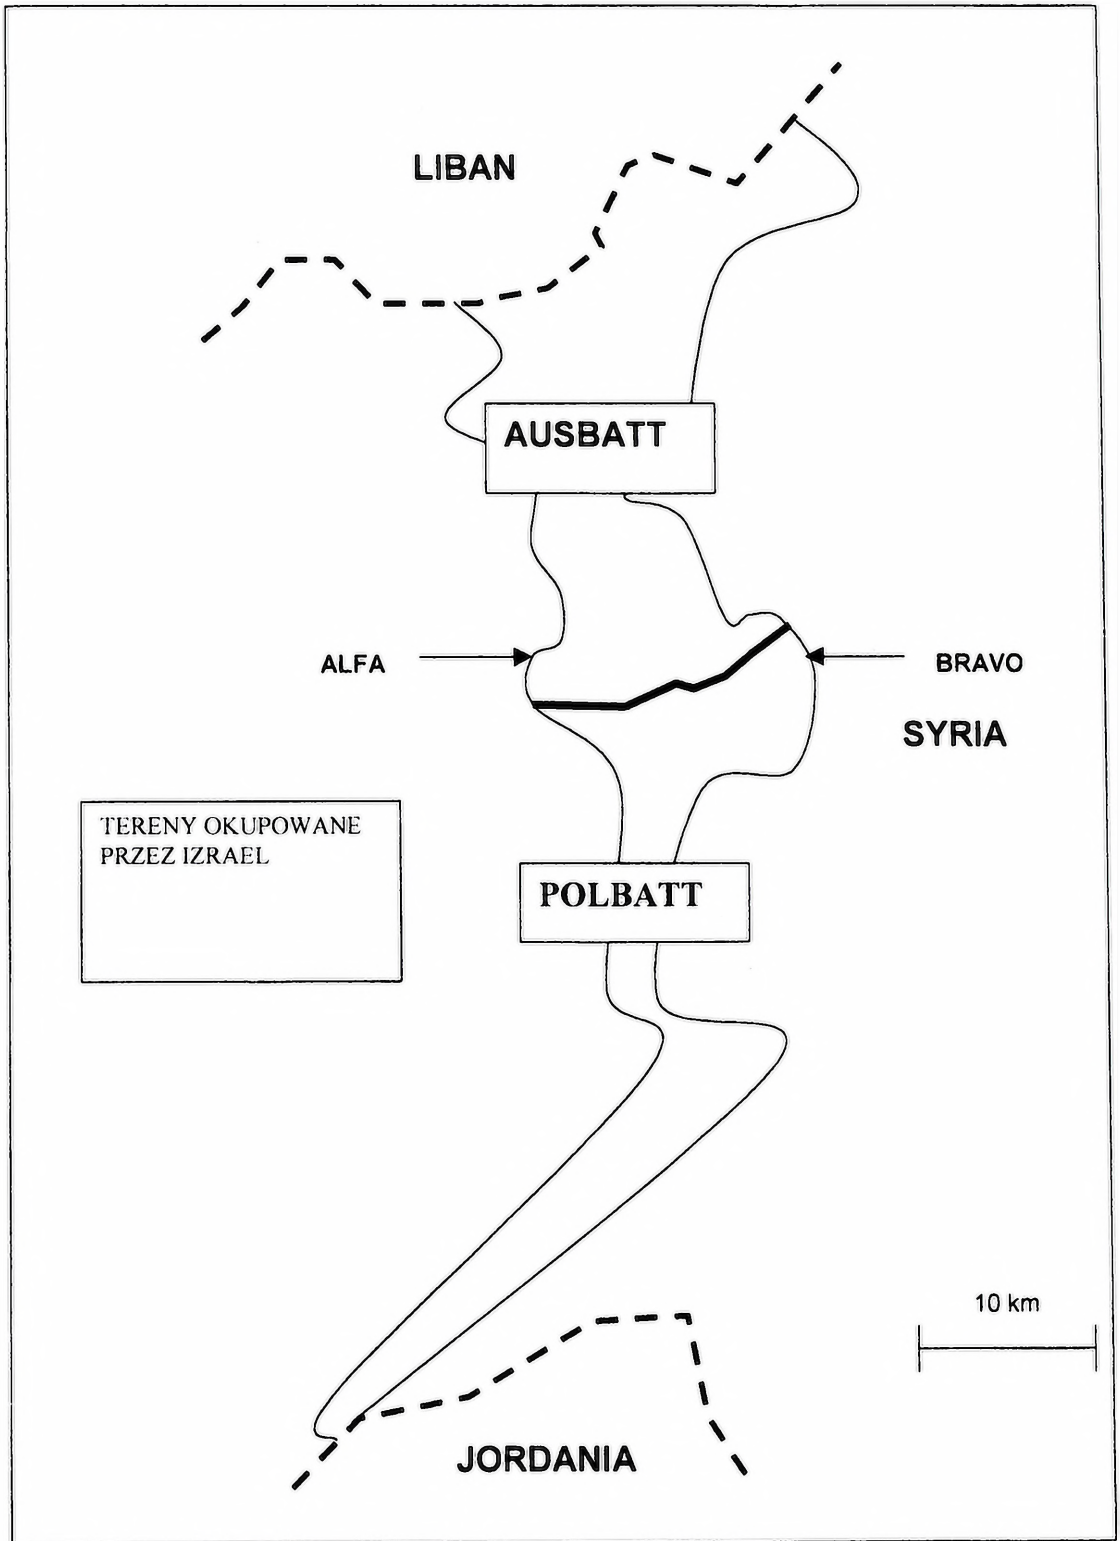 LIBAN
AUSBATT
ALFA
BRAVO
SYRIA
TERENY OKUPOWANE
PRZEZ IZRAEL
POLBATT
10 km
JORDANIA